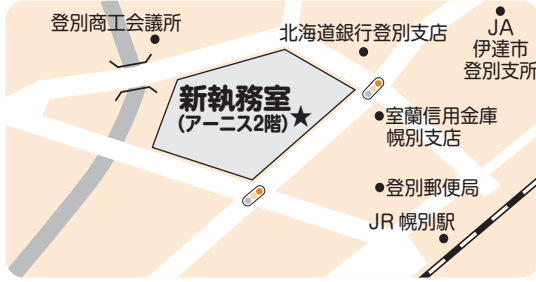 登別商工会議所
北海道銀行登別支店
JA
伊達市
登別支所
新執務室
(アーニス2階)
室蘭信用金庫
幌別支店
登別郵便局
JR 幌別駅